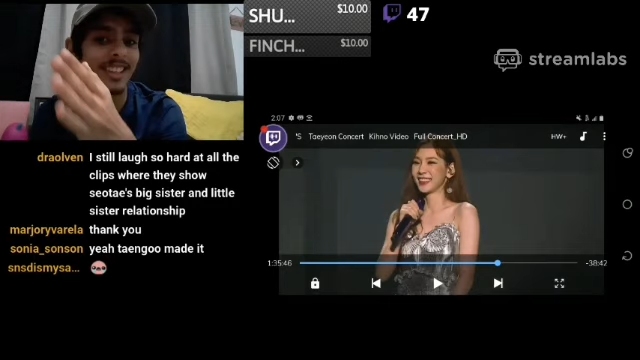 SHU... $10.00
FINCH... $10.00
47
streamlabs
2:07
'S Taeyeon Concert Kihno Video Full Concert_HD HW+
1:35:46 -38:42
draolven I still laugh so hard at all the
clips where they show
seotae's big sister and little
sister relationship
marjoryvarela thank you
sonia_sonson yeah taengoo made it
snsdismysa...